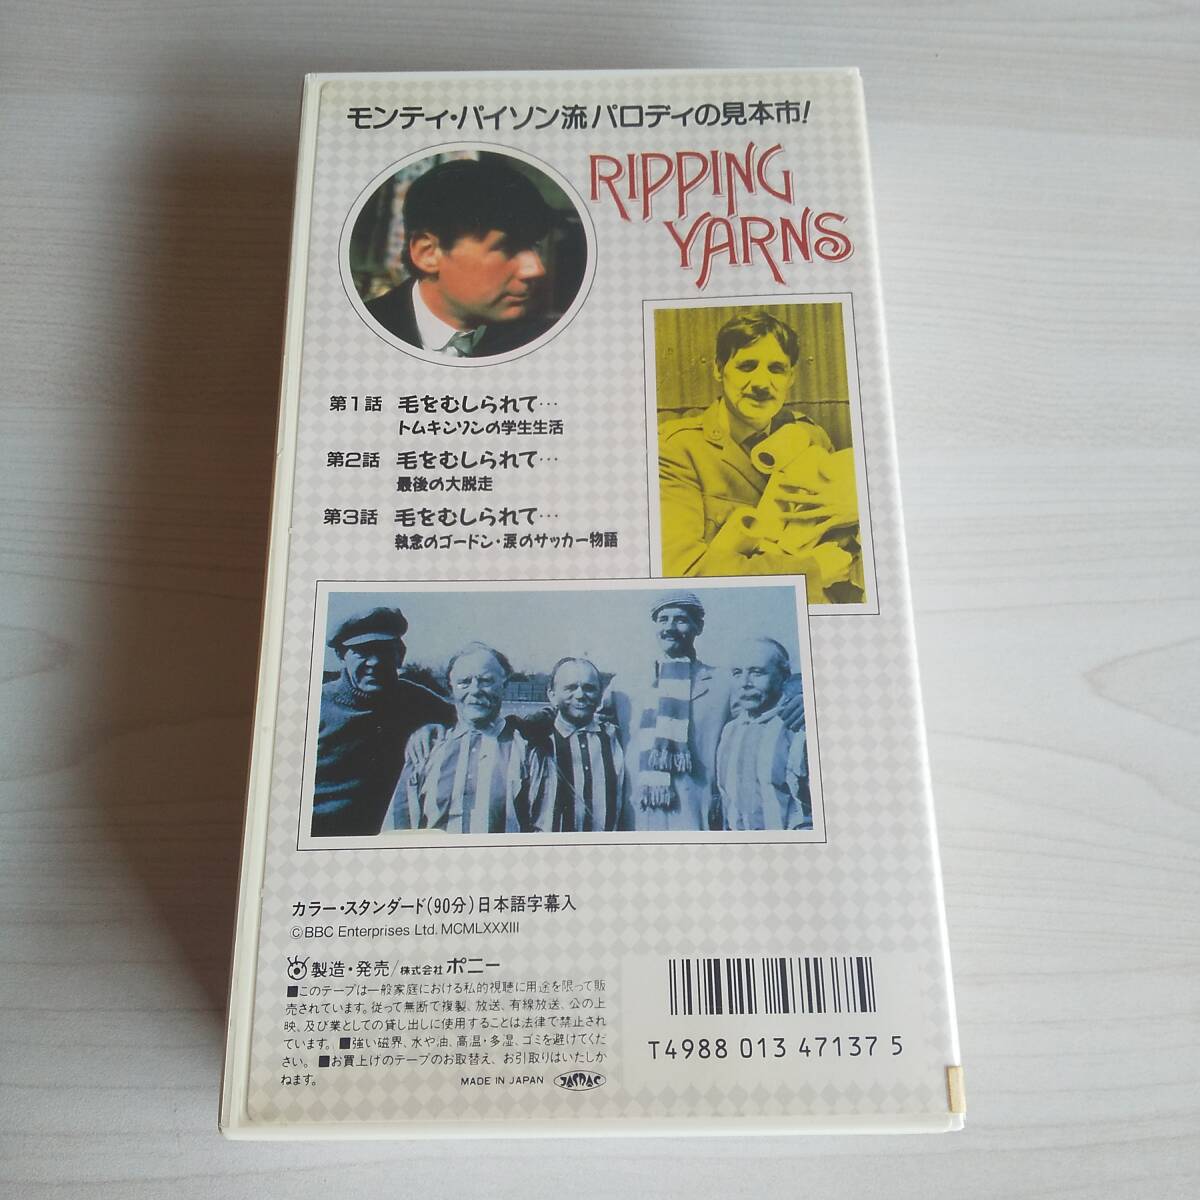 モンティ・パイソン流パロディの見本市!
RIPPING
YARNS
第1話 毛をむしられて…
トムキンソンの学生生活
第2話 毛をむしられて…
最後の大脱走
第3話 毛をむしられて…
執念のゴードン・涙のサッカー物語
カラー・スタンダード(90分)日本語字幕入
©BBC Enterprises Ltd. MCMLXXXIII
製造・発売/株式会社ポニー
■このテープは一般家庭における私的視聴に用途を限って販
売されています。従って無断で複製、放送、有線放送、公の上
映、及び業としての貸し出しに使用することは法律で禁止され
ています。■強い磁界、水や油、高温・多湿、ゴミを避けてくだ
さい。■お買上げのテープのお取替え、お引取りはいたしか
ねます。
MADE IN JAPAN JASRAC
T4988 013 47137 5